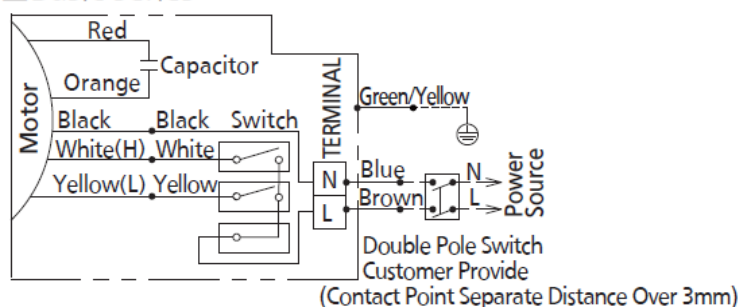 Red
Capacitor
Orange
Motor
TERMINAL
Green/Yellow
Black Black Switch
White(H) White
Yellow(L) Yellow
N Blue N
L Brown L
Power
Source
Double Pole Switch
Customer Provide
(Contact Point Separate Distance Over 3mm)